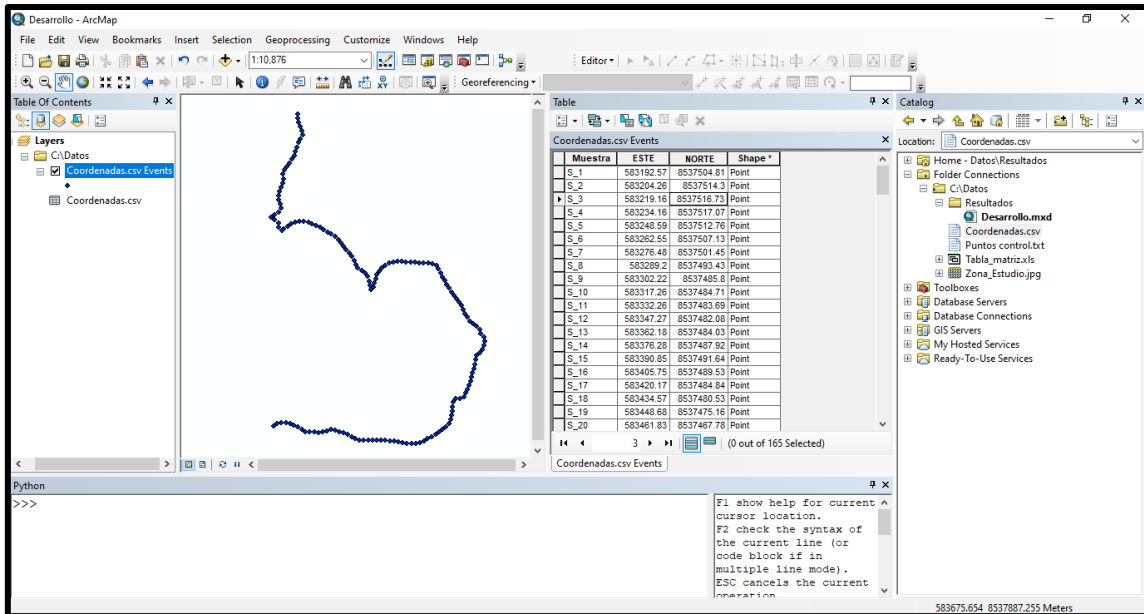 Desarrollo - ArcMap
File Edit View Bookmarks Insert Selection Geoprocessing Customize Windows Help
1:10,876
Editor
Georeferencing
Table Of Contents
Layers
C:\Datos
Coordenadas.csv Events
Coordenadas.csv
Table
Coordenadas.csv Events
Muestra ESTE NORTE Shape *
S_1 583192.57 8537504.81 Point
S_2 583204.26 8537514.3 Point
S_3 583219.16 8537516.73 Point
S_4 583234.16 8537517.07 Point
S_5 583248.59 8537512.76 Point
S_6 583262.55 8537507.13 Point
S_7 583276.48 8537501.45 Point
S_8 583289.2 8537493.43 Point
S_9 583302.22 8537485.8 Point
S_10 583317.26 8537484.71 Point
S_11 583332.26 8537483.69 Point
S_12 583347.27 8537482.08 Point
S_13 583362.18 8537484.03 Point
S_14 583376.28 8537487.92 Point
S_15 583390.85 8537491.64 Point
S_16 583405.75 8537489.53 Point
S_17 583420.17 8537484.84 Point
S_18 583434.57 8537480.53 Point
S_19 583448.68 8537475.16 Point
S_20 583461.83 8537467.78 Point
3
(0 out of 165 Selected)
Coordenadas.csv Events
Catalog
Location: Coordenadas.csv
Home - Datos\Resultados
Folder Connections
C:\Datos
Resultados
Desarrollo.mxd
Coordenadas.csv
Puntos control.txt
Tabla_matriz.xls
Zona_Estudio.jpg
Toolboxes
Database Servers
Database Connections
GIS Servers
My Hosted Services
Ready-To-Use Services
Python
>>>
F1 show help for current
cursor location.
F2 check the syntax of
the current line (or
code block if in
multiple line mode).
ESC cancels the current
operation
583675.654 8537887.255 Meters